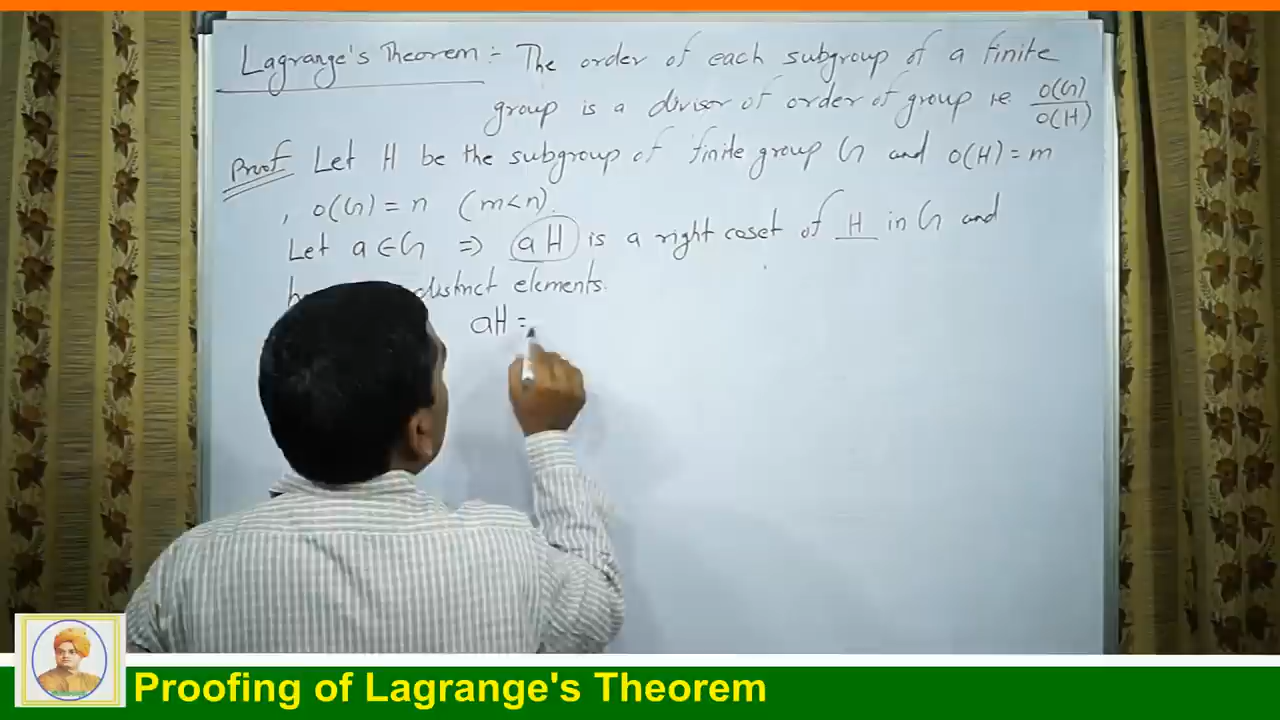 Lagrange's Theorem :- The order of each subgroup of a finite
group is a divisor of order of group i.e. O(G)/O(H)
Proof Let H be the subgroup of finite group G and O(H) = m
, O(G) = n (m<n).
Let a ∈ G ⇒ aH is a right coset of H in G and
distinct elements.
aH =
Proofing of Lagrange's Theorem